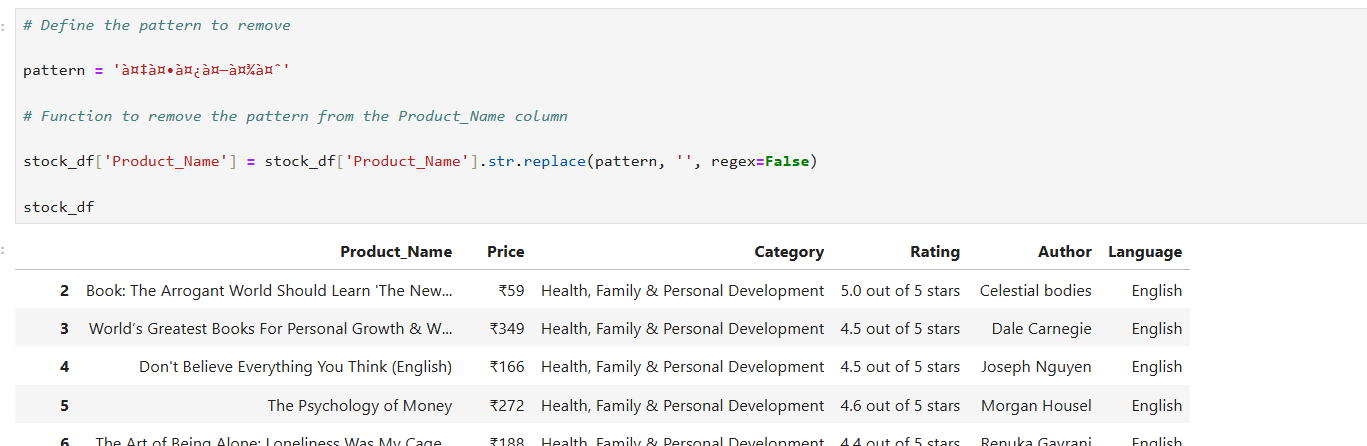 # Define the pattern to remove
pattern = 'à¤‡à¤•à¤¿à¤—à¤¾à¤ˆ'
# Function to remove the pattern from the Product_Name column
stock_df['Product_Name'] = stock_df['Product_Name'].str.replace(pattern, '', regex=False)
stock_df
Product_Name Price Category Rating Author Language
2 Book: The Arrogant World Should Learn 'The New... ₹59 Health, Family & Personal Development 5.0 out of 5 stars Celestial bodies English
3 World’s Greatest Books For Personal Growth & W... ₹349 Health, Family & Personal Development 4.5 out of 5 stars Dale Carnegie English
4 Don't Believe Everything You Think (English) ₹166 Health, Family & Personal Development 4.5 out of 5 stars Joseph Nguyen English
5 The Psychology of Money ₹272 Health, Family & Personal Development 4.6 out of 5 stars Morgan Housel English
6 The Art of Being Alone: Loneliness Was My Cage... ₹188 Health, Family & Personal Development 4.4 out of 5 stars Renuka Gavrani English